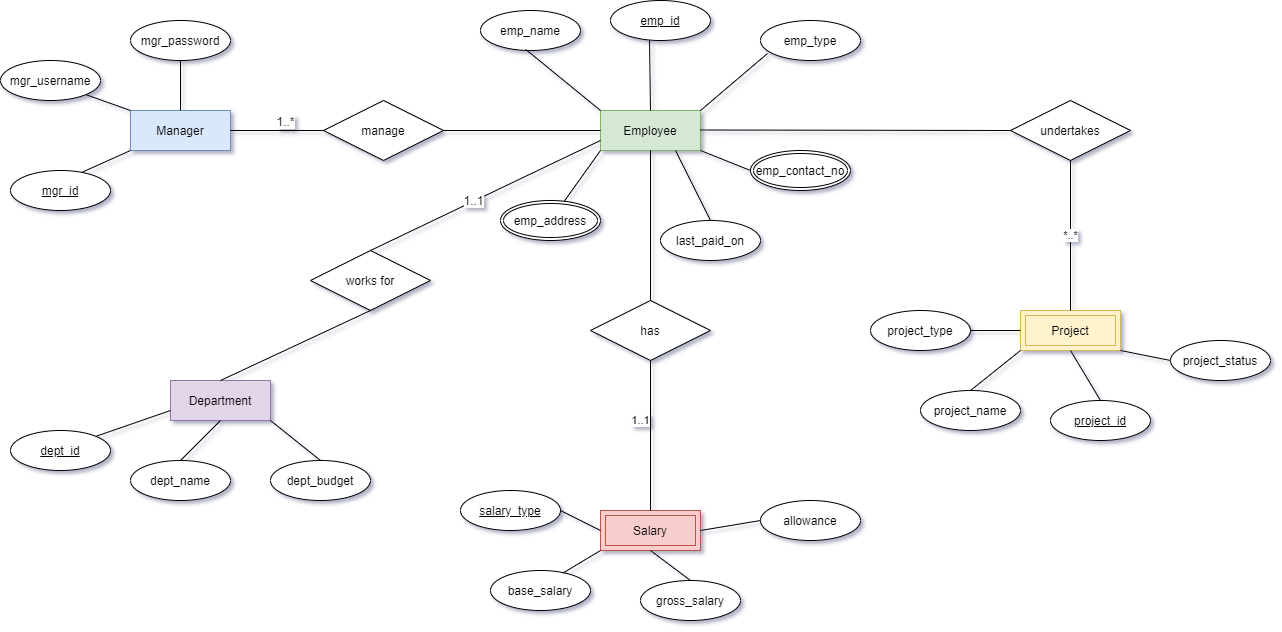 emp_id
emp_name
emp_type
mgr_password
mgr_username
1..*
Manager
manage
Employee
undertakes
emp_contact_no
mgr_id
1..1
emp_address
last_paid_on
*..*
works for
has
project_type
Project
project_status
Department
project_name
project_id
1..1
dept_id
dept_name
dept_budget
salary_type
Salary
allowance
base_salary
gross_salary